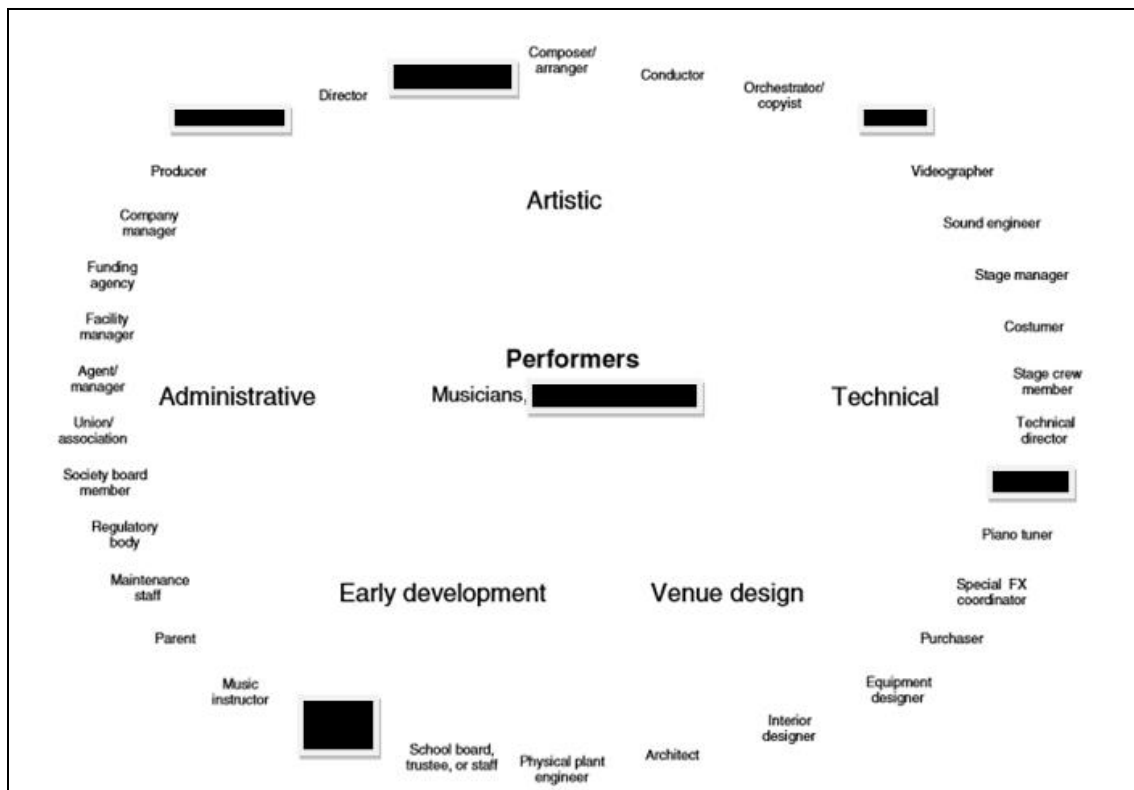 Composer/
arranger
Conductor
Director
Orchestrator/
copyist
Producer
Videographer
Artistic
Company
manager
Sound engineer
Funding
agency
Stage manager
Facility
manager
Costumer
Performers
Agent/
manager
Administrative
Musicians,
Technical
Stage crew
member
Union/
association
Technical
director
Society board
member
Regulatory
body
Piano tuner
Maintenance
staff
Early development
Venue design
Special FX
coordinator
Parent
Purchaser
Music
instructor
Equipment
designer
Interior
designer
School board,
trustee, or staff
Physical plant
engineer
Architect